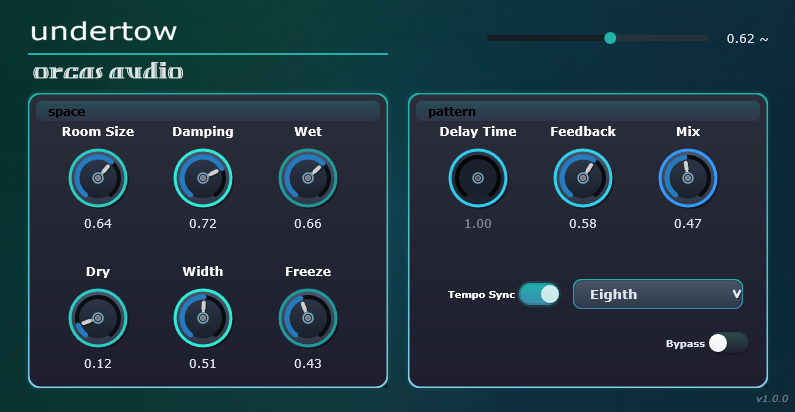 undertow
0.62 ~
orcas audio
space
pattern
Room Size Damping Wet
Delay Time Feedback Mix
0.64 0.72 0.66
1.00 0.58 0.47
Dry Width Freeze
Tempo Sync Eighth
Bypass
0.12 0.51 0.43
v1.0.0